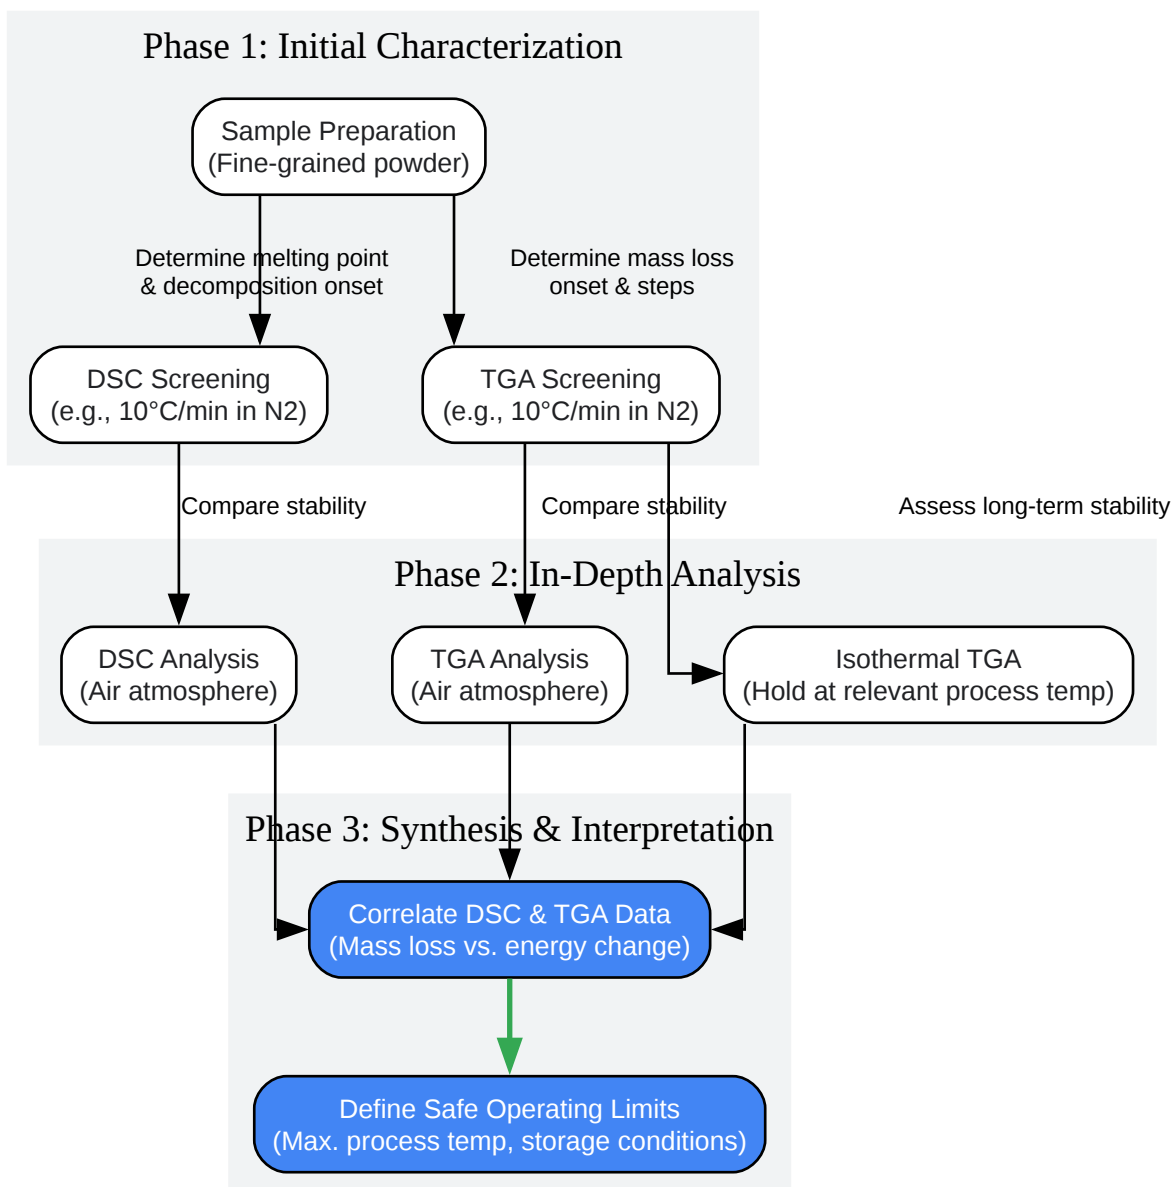 Phase 1: Initial Characterization
Sample Preparation
(Fine-grained powder)
Determine melting point
& decomposition onset
Determine mass loss
onset & steps
DSC Screening
(e.g., 10°C/min in N2)
TGA Screening
(e.g., 10°C/min in N2)
Compare stability
Compare stability
Assess long-term stability
Phase 2: In-Depth Analysis
DSC Analysis
(Air atmosphere)
TGA Analysis
(Air atmosphere)
Isothermal TGA
(Hold at relevant process temp)
Phase 3: Synthesis & Interpretation
Correlate DSC & TGA Data
(Mass loss vs. energy change)
Define Safe Operating Limits
(Max. process temp, storage conditions)